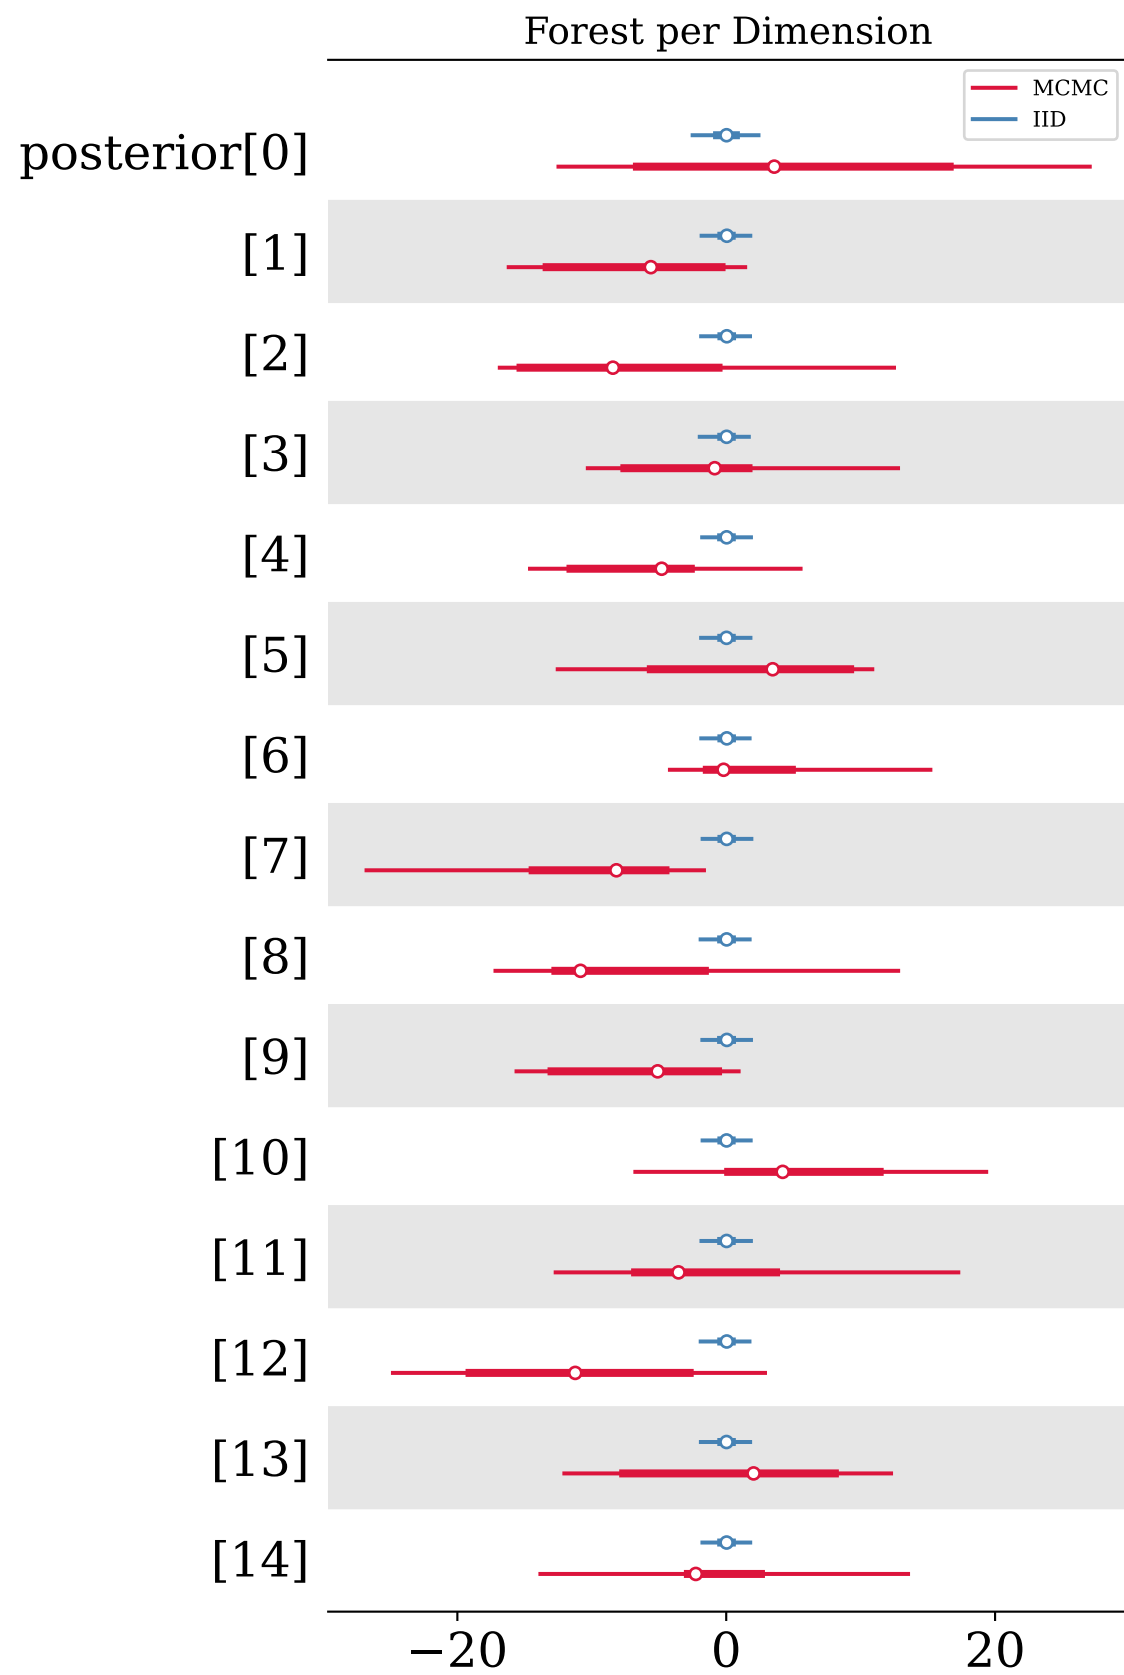 Forest per Dimension
MCMC
IID
posterior[0]
[1]
[2]
[3]
[4]
[5]
[6]
[7]
[8]
[9]
[10]
[11]
[12]
[13]
[14]
−20 0 20